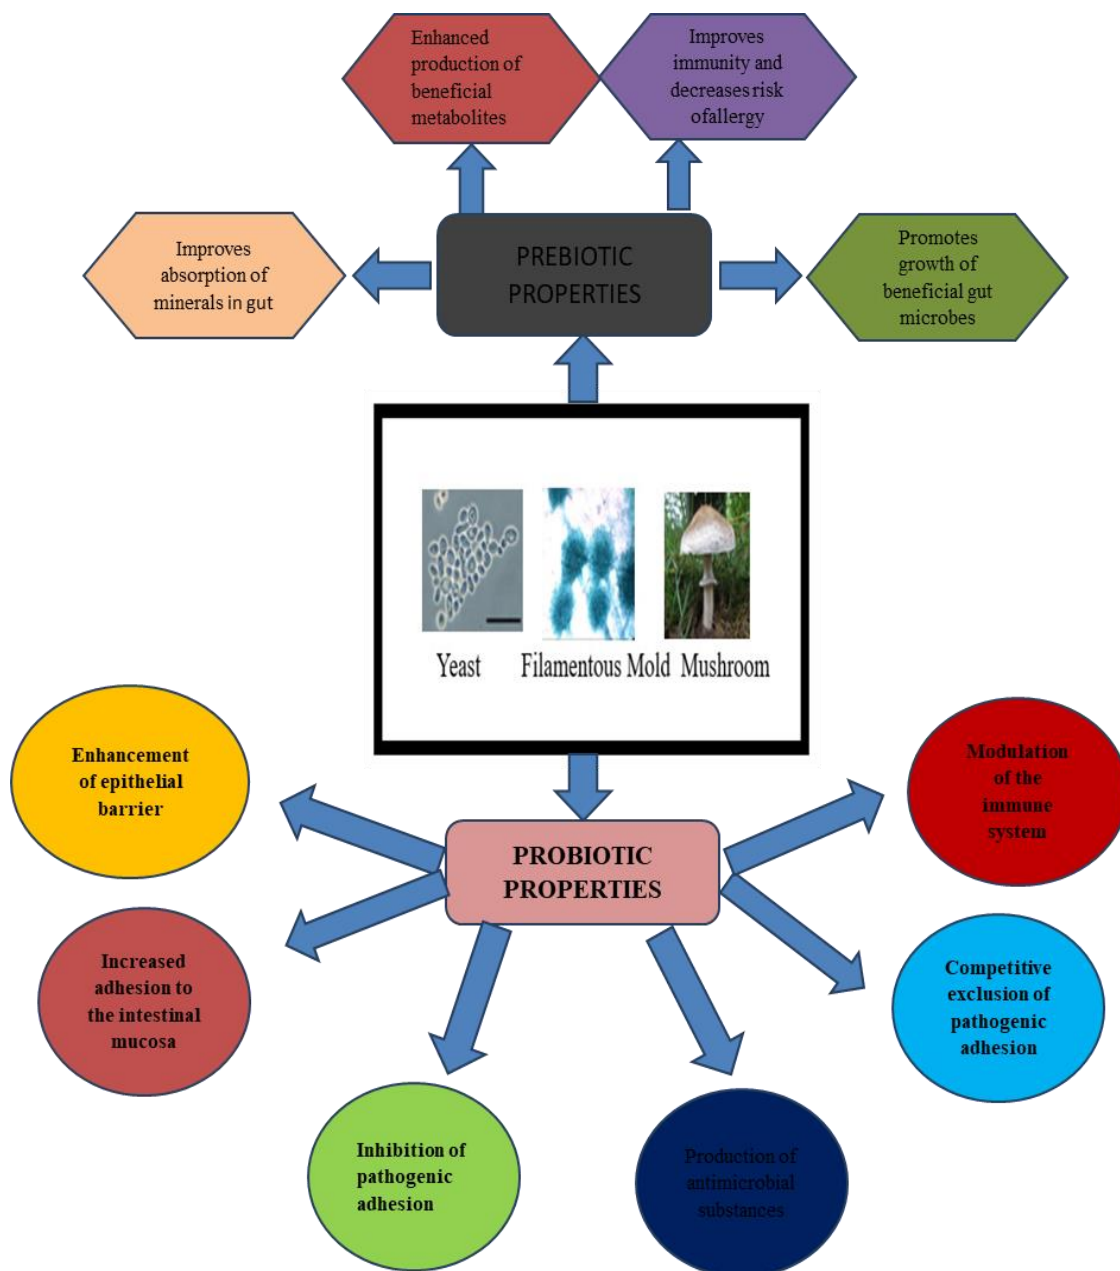 Enhanced
production of
beneficial
metabolites
Improves
immunity and
decreases risk
ofallergy
Improves
absorption of
minerals in gut
PREBIOTIC
PROPERTIES
Promotes
growth of
beneficial gut
microbes
Yeast
Filamentous Mold
Mushroom
Enhancement
of epithelial
barrier
Modulation
of the
immune
system
PROBIOTIC
PROPERTIES
Increased
adhesion to
the intestinal
mucosa
Competitive
exclusion of
pathogenic
adhesion
Inhibition of
pathogenic
adhesion
Production of
antimicrobial
substances